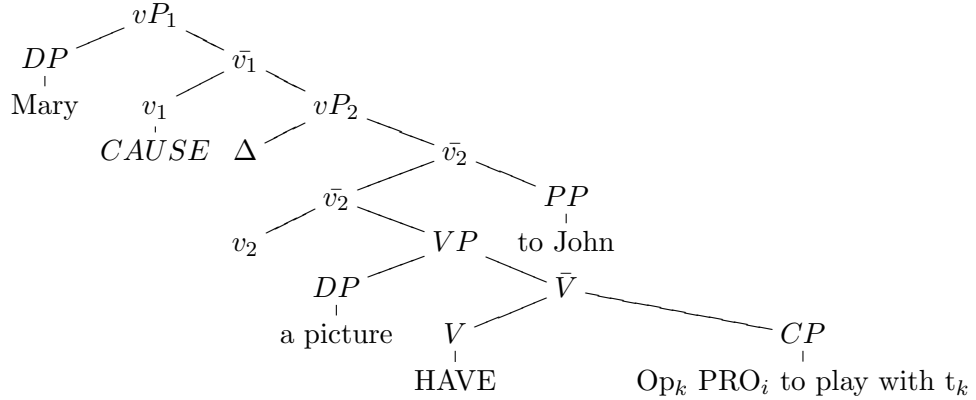 vP₁
DP v̄₁
Mary v₁ vP₂
CAUSE Δ v̄₂
v̄₂ PP
v₂ VP to John
DP V̄
a picture V CP
HAVE Opₖ PROᵢ to play with tₖ